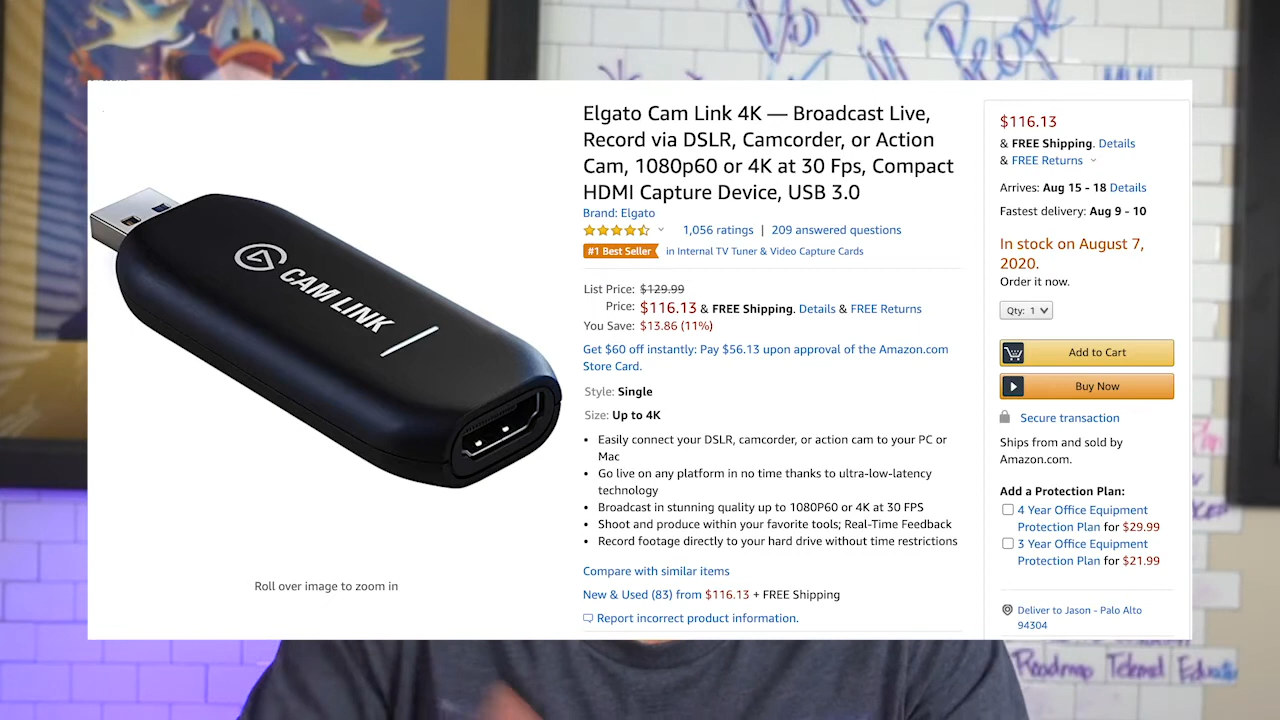 Do It
For People
CAM LINK
Roll over image to zoom in
Elgato Cam Link 4K — Broadcast Live,
Record via DSLR, Camcorder, or Action
Cam, 1080p60 or 4K at 30 Fps, Compact
HDMI Capture Device, USB 3.0
Brand: Elgato
1,056 ratings | 209 answered questions
#1 Best Seller in Internal TV Tuner & Video Capture Cards
List Price: $129.99
Price: $116.13 & FREE Shipping. Details & FREE Returns
You Save: $13.86 (11%)
Get $60 off instantly: Pay $56.13 upon approval of the Amazon.com
Store Card.
Style: Single
Size: Up to 4K
• Easily connect your DSLR, camcorder, or action cam to your PC or
Mac
• Go live on any platform in no time thanks to ultra-low-latency
technology
• Broadcast in stunning quality up to 1080P60 or 4K at 30 FPS
• Shoot and produce within your favorite tools; Real-Time Feedback
• Record footage directly to your hard drive without time restrictions
Compare with similar items
New & Used (83) from $116.13 + FREE Shipping
Report incorrect product information.
$116.13
& FREE Shipping. Details
& FREE Returns
Arrives: Aug 15 - 18 Details
Fastest delivery: Aug 9 - 10
In stock on August 7,
2020.
Order it now.
Qty: 1
Add to Cart
Buy Now
Secure transaction
Ships from and sold by
Amazon.com.
Add a Protection Plan:
4 Year Office Equipment
Protection Plan for $29.99
3 Year Office Equipment
Protection Plan for $21.99
Deliver to Jason - Palo Alto
94304
Roadmap Telemd